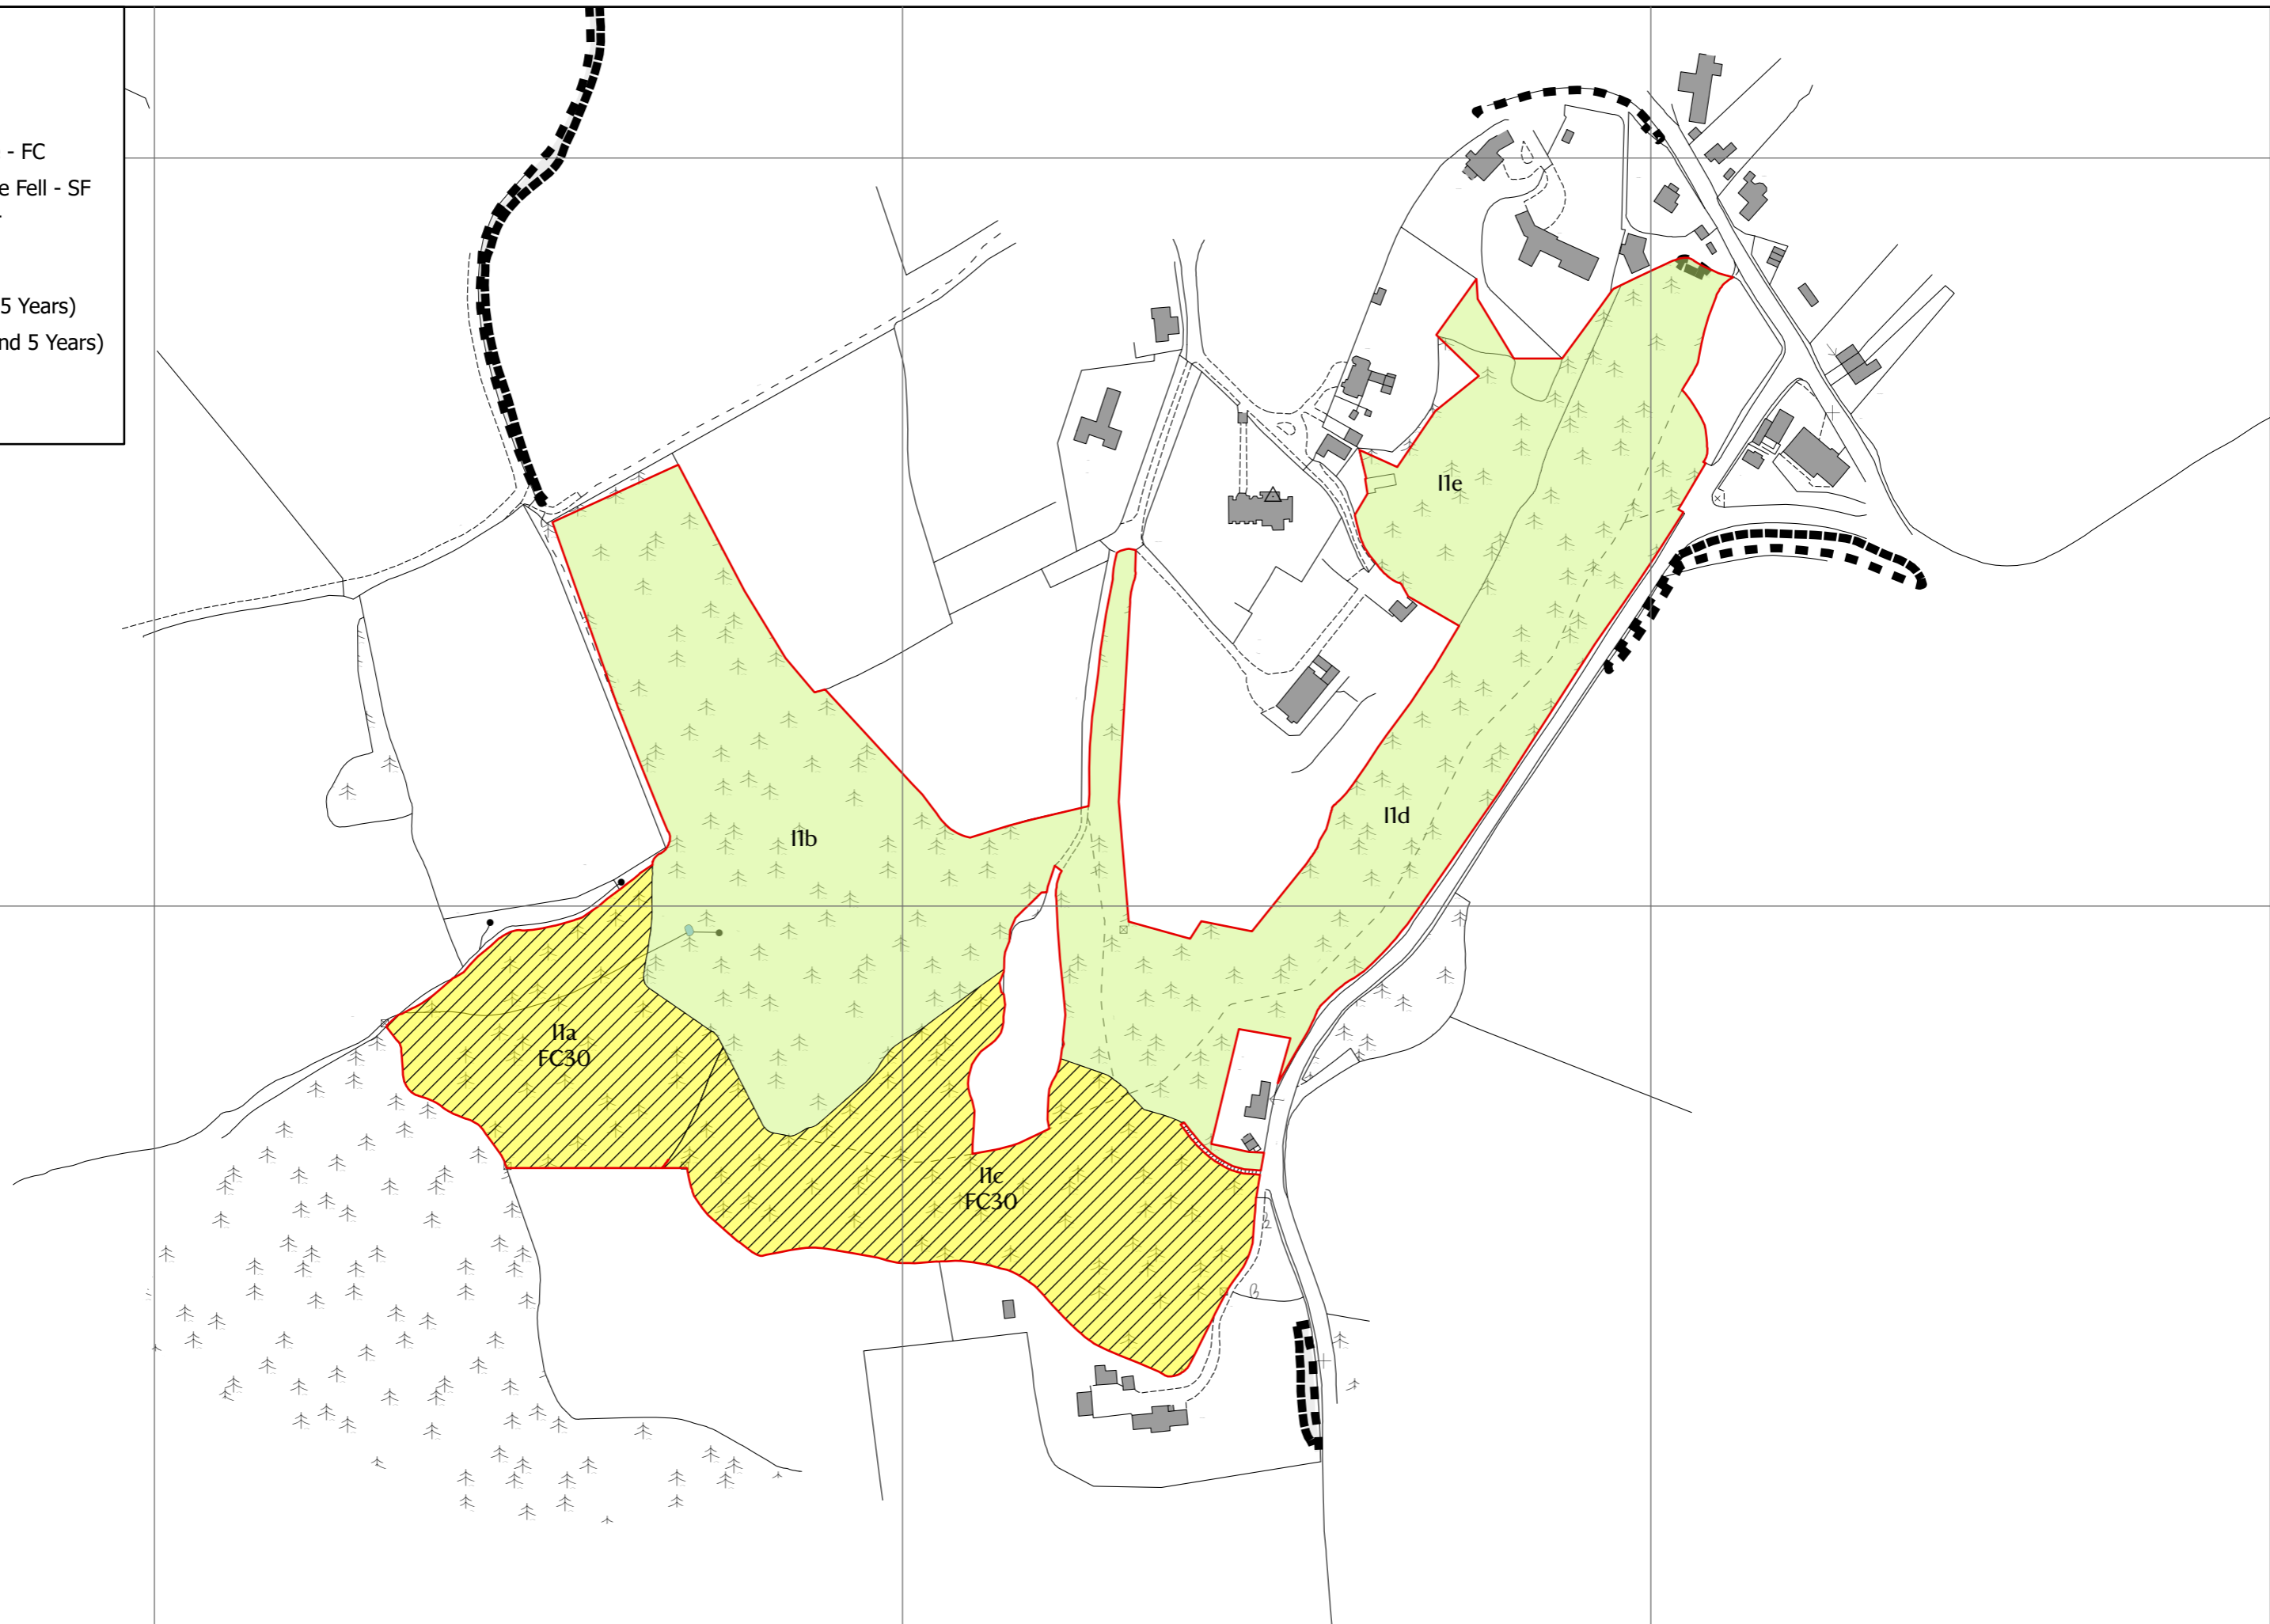 - FC
e Fell - SF
5 Years)
nd 5 Years)
11e
11d
11b
11a
FC30
11c
FC30